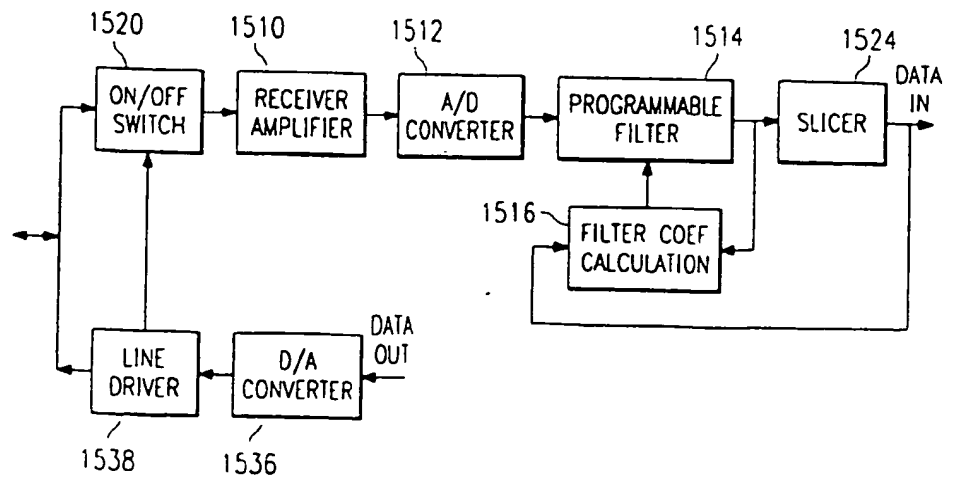 1520
1510
1512
1514
1524
ON/OFF
SWITCH
RECEIVER
AMPLIFIER
A/D
CONVERTER
PROGRAMMABLE
FILTER
SLICER
DATA
IN
1516
FILTER COEF
CALCULATION
LINE
DRIVER
D/A
CONVERTER
DATA
OUT
1538
1536